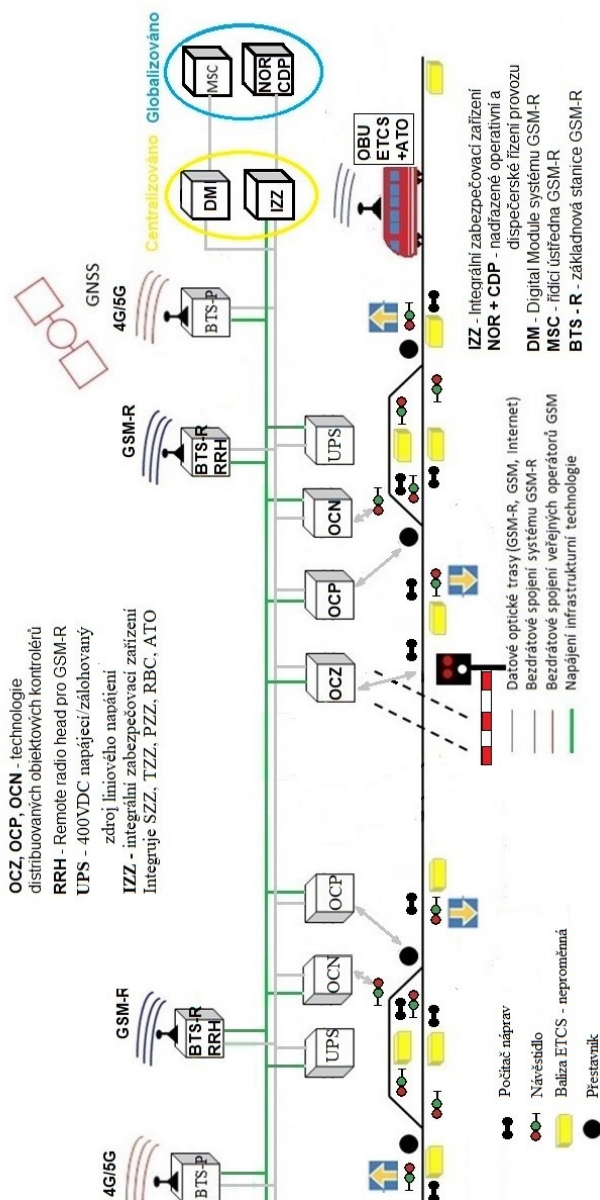 4G/5G
BTS-P
GSM-R
BTS-R
RRH
OCZ, OCP, OCN - technologie
distribuovaných objektových kontrolérů
RRH - Remote radio head pro GSM-R
UPS - 400VDC napájecí/zálohovaný
zdroj liniového napájení
IZZ - integrální zabezpečovací zařízení
Integruje SZZ, TZZ, PZZ, RBC, ATO
GSM-R
BTS-R
RRH
GNSS
4G/5G
BTS-P
Centralizováno
Globalizováno
DM
MSC
IZZ
NOR
CDP
UPS
OCN
OCP
OCZ
OCP
OCN
UPS
OBU
ETCS
+ATO
Počítač náprav
Návěstidlo
Baliza ETCS - neproměnná
Přestavník
Datové optické trasy (GSM-R, GSM, Internet)
Bezdrátové spojení systému GSM-R
Bezdrátové spojení veřejných operátorů GSM
Napájení infrastrukturní technologie
IZZ - Integrální zabezpečovací zařízení
NOR + CDP - nadřazené operativní a
dispečerské řízení provozu
DM - Digital Module systému GSM-R
MSC - řídící ústředna GSM-R
BTS - R - základnová stanice GSM-R